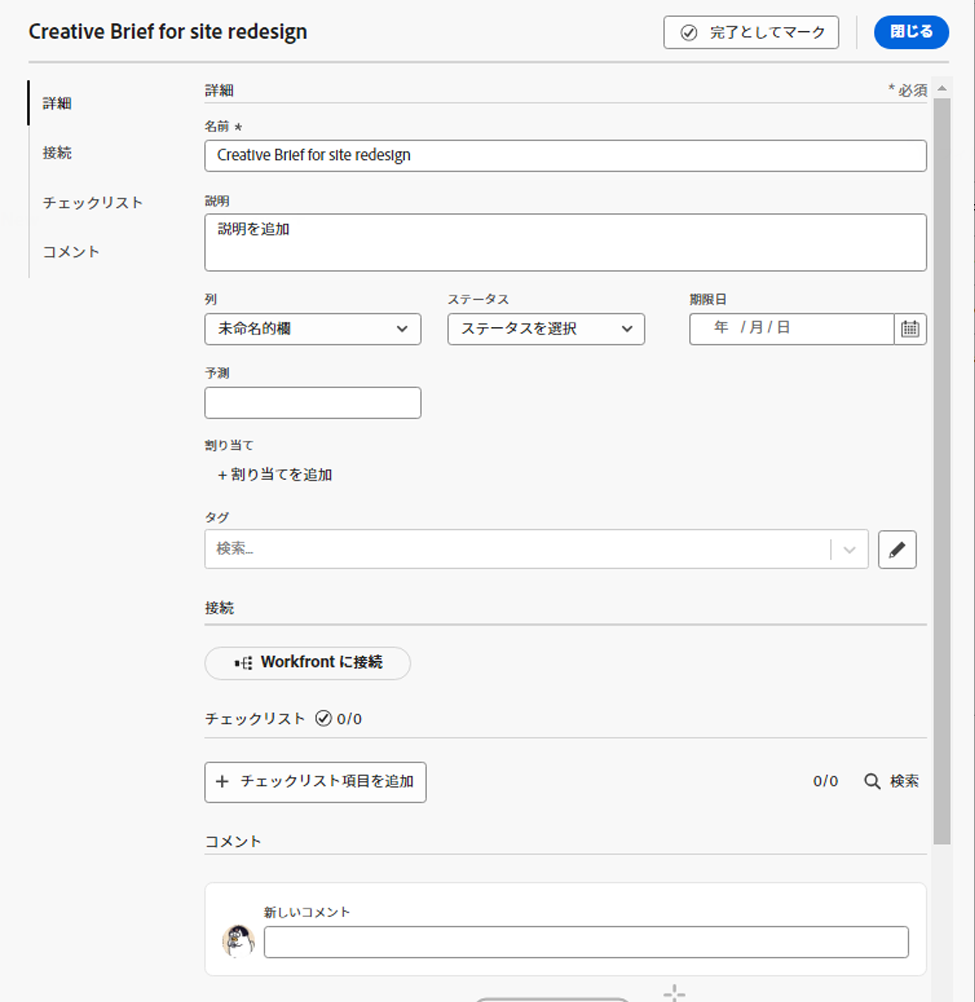 Creative Brief for site redesign
完了としてマーク
閉じる
詳細
接続
チェックリスト
コメント
詳細
* 必須
名前 *
Creative Brief for site redesign
説明
説明を追加
列
ステータス
期限日
未命名的欄
ステータスを選択
年 / 月 / 日
予測
割り当て
+ 割り当てを追加
タグ
検索...
接続
Workfront に接続
チェックリスト 0/0
+ チェックリスト項目を追加
0/0
検索
コメント
新しいコメント